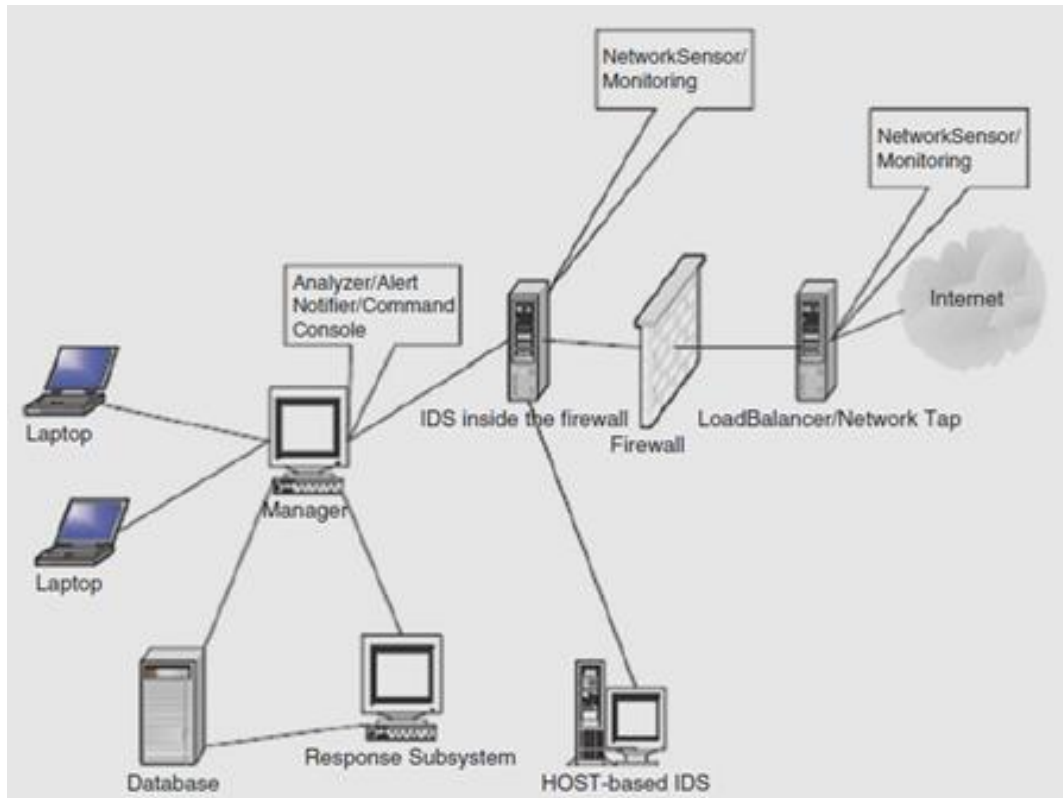 NetworkSensor/
Monitoring
NetworkSensor/
Monitoring
Analyzer/Alert
Notifier/Command
Console
Internet
IDS inside the firewall
Firewall
LoadBalancer/Network Tap
Laptop
Manager
Laptop
Response Subsystem
Database
HOST-based IDS